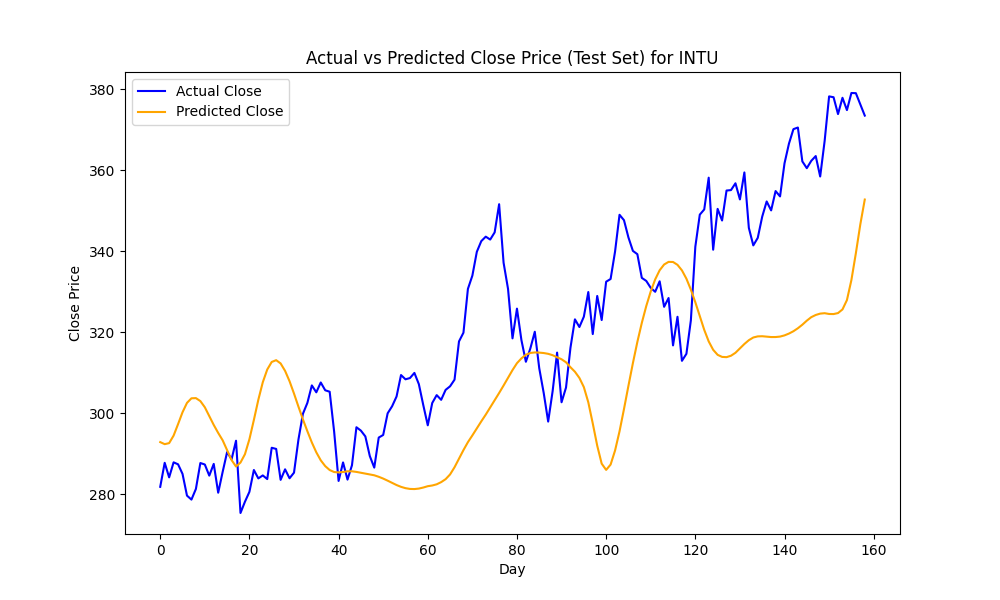 Actual vs Predicted Close Price (Test Set) for INTU
Actual Close
Predicted Close
380
360
340
320
300
280
Close Price
0 20 40 60 80 100 120 140 160
Day